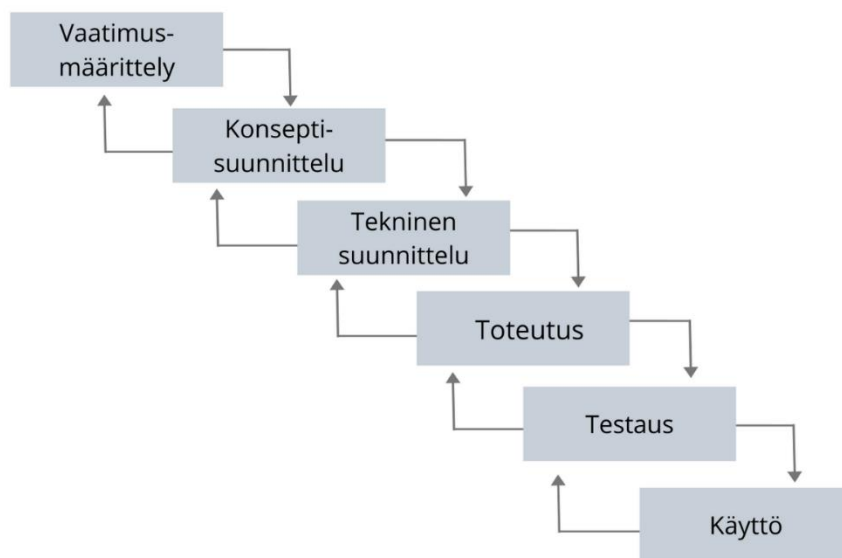 Vaatimus-
määrittely
Konsepti-
suunnittelu
Tekninen
suunnittelu
Toteutus
Testaus
Käyttö